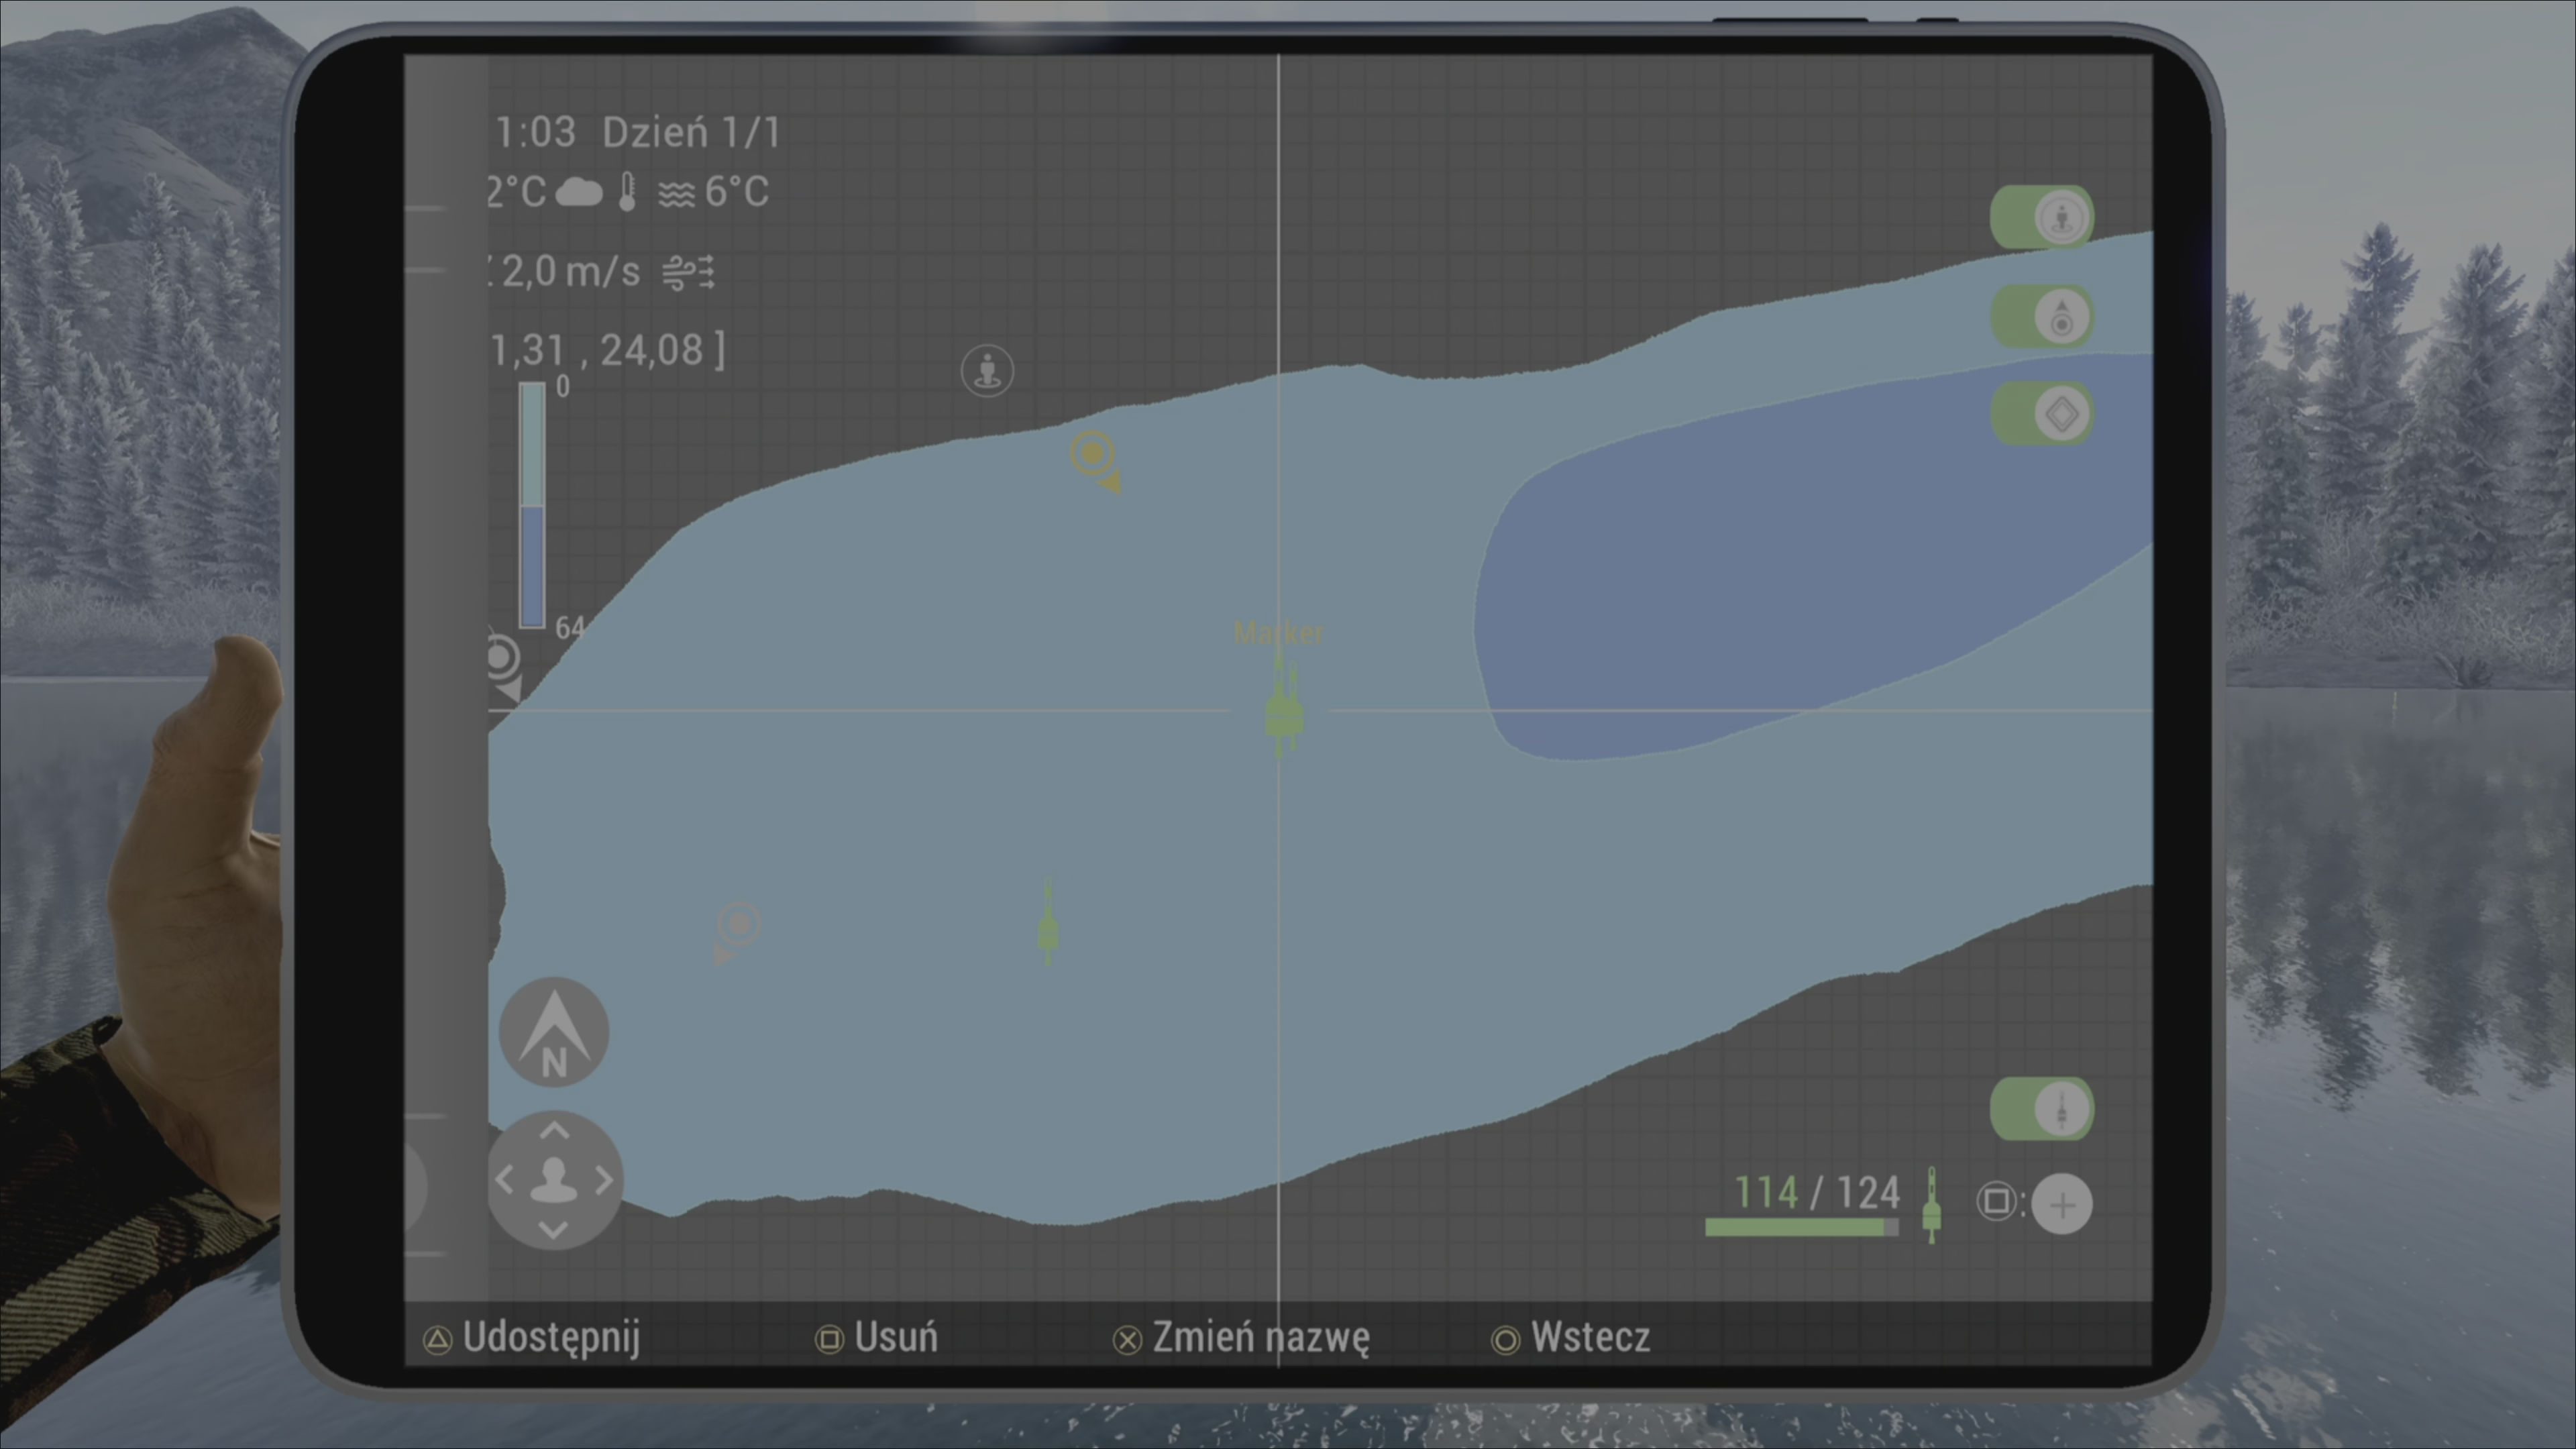 1:03 Dzień 1/1
2°C 6°C
2,0 m/s
1,31 , 24,08 ]
0
64
Marker
N
114 / 124
Udostępnij Usuń Zmień nazwę Wstecz